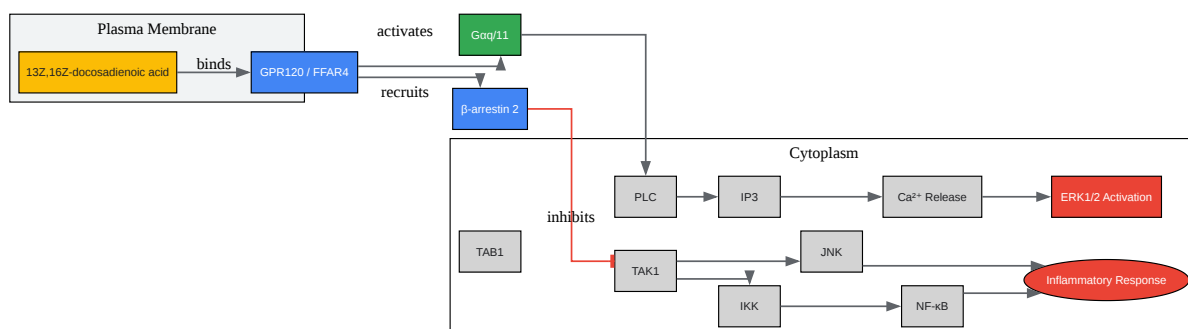 Plasma Membrane
activates
Gαq/11
13Z,16Z-docosadienoic acid
binds
GPR120 / FFAR4
recruits
β-arrestin 2
Cytoplasm
PLC
IP3
Ca²⁺ Release
ERK1/2 Activation
inhibits
TAB1
TAK1
JNK
Inflammatory Response
IKK
NF-κB